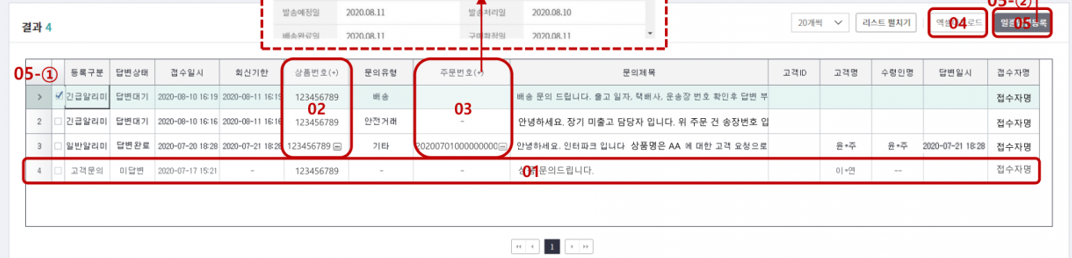 발송예정일 2020.08.11 발송처리일 2020.08.10
배송완료일 2020.08.11 구매확정일 2020.08.11
05-②
결과 4 20개씩 리스트 펼치기 04 05
05-①
등록구분 답변상태 접수일시 회신기한 상품번호(+) 문의유형 주문번호(+) 문의제목 고객ID 고객명 수령인명 답변일시 접수자명
> 긴급알리미 답변대기 2020-08-10 16:19 2020-08-11 16:19 123456789 배송 배송 문의 드립니다. 출고 일자, 택배사, 운송장 번호 확인후 답변 부 접수자명
02 03
2 긴급알리미 답변대기 2020-08-10 16:16 2020-08-11 16:16 123456789 안전거래 - 안녕하세요. 장기 미출고 담당자 입니다. 위 주문 건 송장번호 입 접수자명
3 일반알리미 답변완료 2020-07-20 18:28 2020-07-21 18:28 123456789 기타 20200701000000000 안녕하세요. 인터파크 입니다 상품명은 AA 에 대한 고객 요청으로 윤*주 윤*주 2020-07-21 18:28 접수자명
4 고객문의 미답변 2020-07-17 15:21 - 123456789 - - 01 문의드립니다. 이*연 -- 접수자명
1